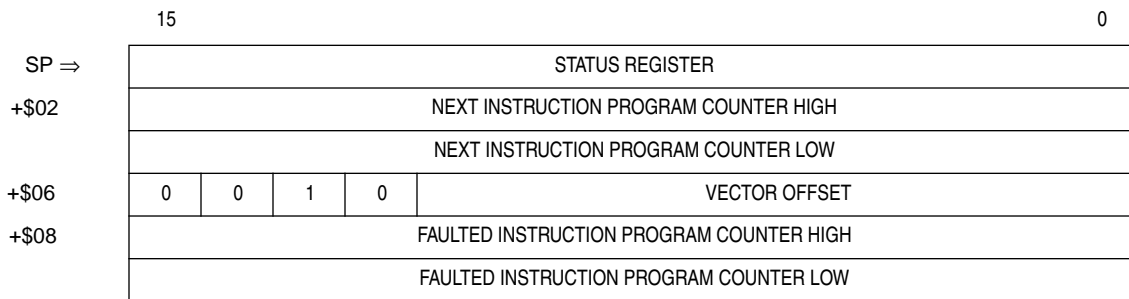 15 0
SP ⇒ STATUS REGISTER
+$02 NEXT INSTRUCTION PROGRAM COUNTER HIGH
NEXT INSTRUCTION PROGRAM COUNTER LOW
+$06 0 0 1 0 VECTOR OFFSET
+$08 FAULTED INSTRUCTION PROGRAM COUNTER HIGH
FAULTED INSTRUCTION PROGRAM COUNTER LOW